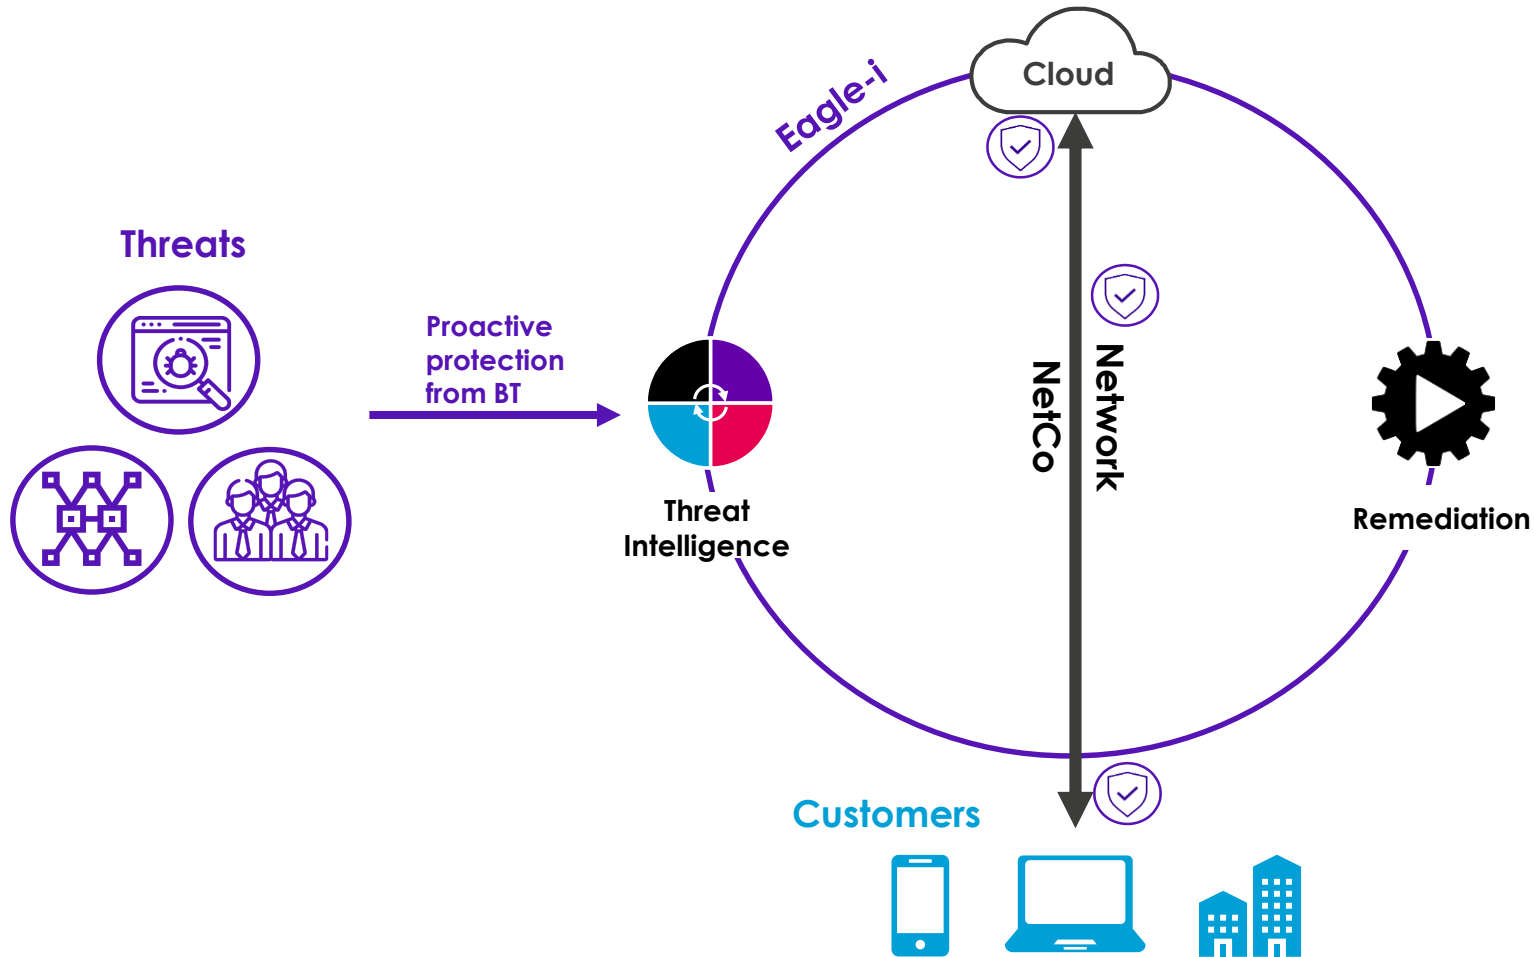 Cloud
Eagle-i
Threats
Proactive
protection
from BT
Network
NetCo
Threat
Intelligence
Remediation
Customers